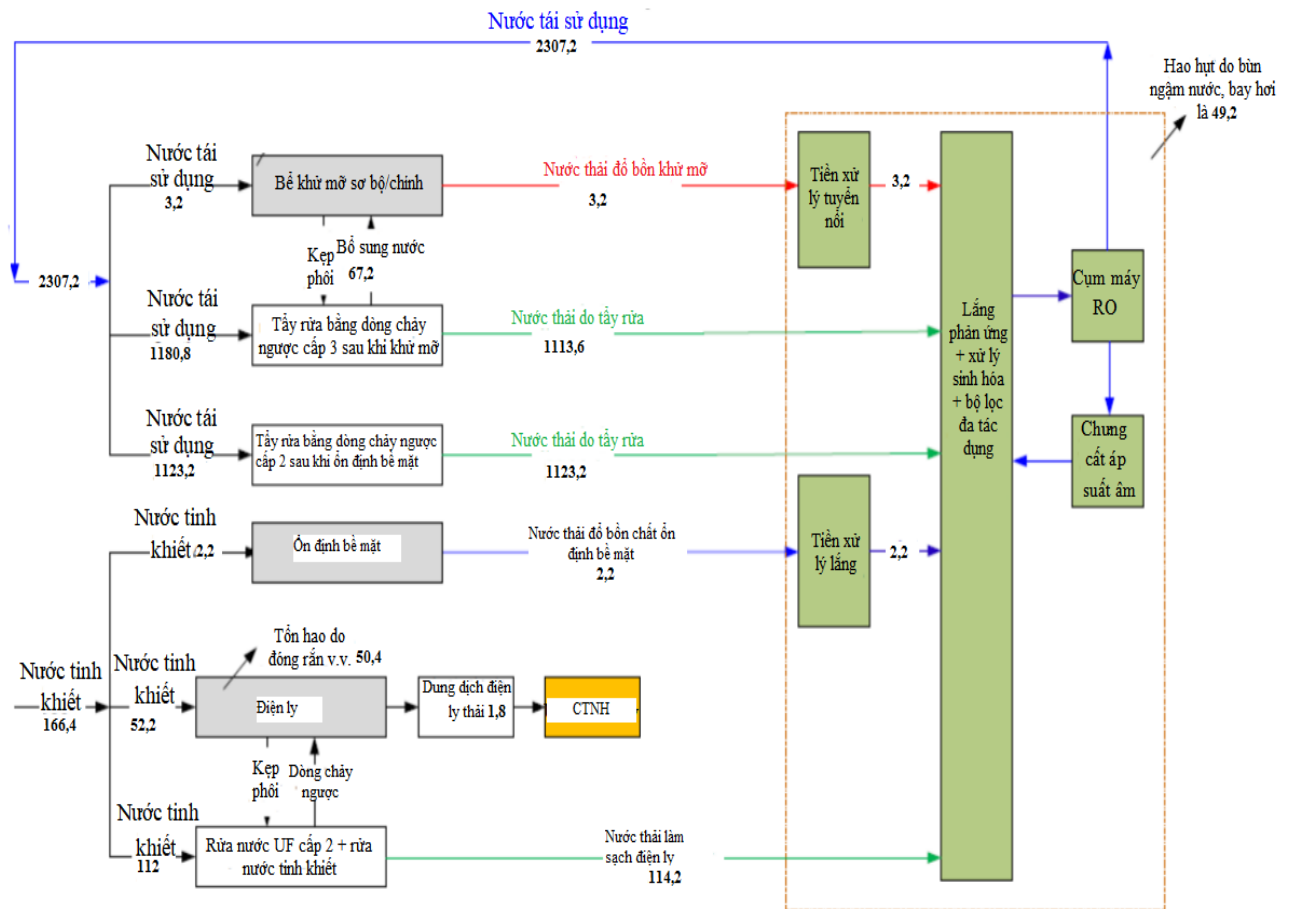 Nước tái sử dụng
2307,2
Hao hụt do bùn
ngậm nước, bay hơi
là 49,2
Nước tái
sử dụng
3,2
Bể khử mỡ sơ bộ/chính
Nước thải đổ bồn khử mỡ
3,2
Tiền xử
lý tuyển
nổi
3,2
Kẹp
phôi
Bổ sung nước
67,2
2307,2
Nước tái
sử dụng
1180,8
Tẩy rửa bằng dòng chảy
ngược cấp 3 sau khi khử mỡ
Nước thải do tẩy rửa
1113,6
Lắng
phản ứng
+ xử lý
sinh hóa
+ bộ lọc
đa tác
dụng
Cụm máy
RO
Nước tái
sử dụng
1123,2
Tẩy rửa bằng dòng chảy ngược
cấp 2 sau khi ổn định bề mặt
Nước thải do tẩy rửa
1123,2
Chưng
cất áp
suất âm
Nước tinh
khiết 2,2
Ổn định bề mặt
Nước thải đổ bồn chất ổn
định bề mặt
2,2
Tiền xử
lý lắng
2,2
Tổn hao do
đóng rắn v.v. 50,4
Nước tinh
khiết
166,4
Nước tinh
khiết
52,2
Điện ly
Dung dịch điện
ly thải 1,8
CTNH
Kẹp
phôi
Dòng chảy
ngược
Nước tinh
khiết
112
Rửa nước UF cấp 2 + rửa
nước tinh khiết
Nước thải làm
sạch điện ly
114,2